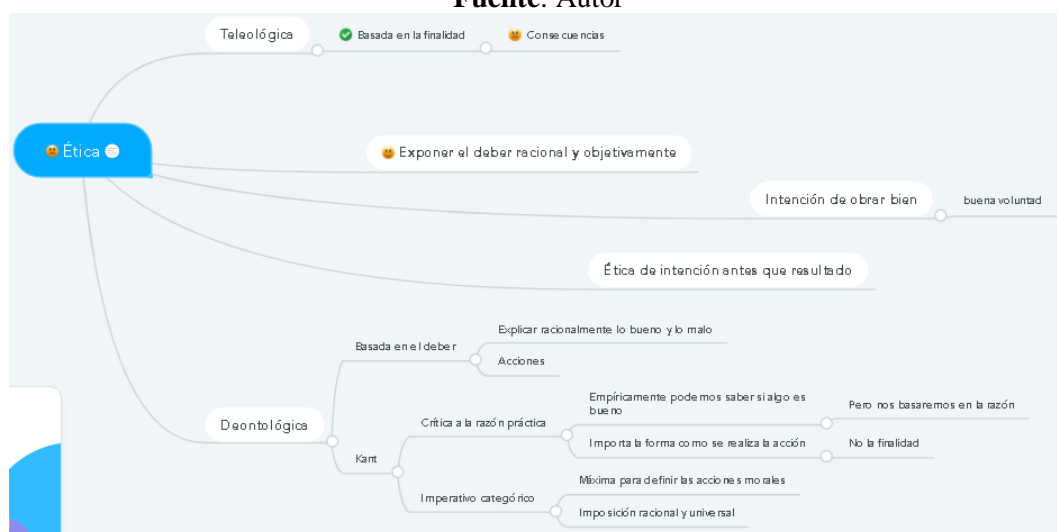 Fuente: Autor
Teleológica
Basada en la finalidad
Consecuencias
Ética
Exponer el deber racional y objetivamente
Intención de obrar bien
buena voluntad
Ética de intención antes que resultado
Deontológica
Basada en el deber
Explicar racionalmente lo bueno y lo malo
Acciones
Kant
Crítica a la razón práctica
Empíricamente podemos saber si algo es
bueno
Pero nos basaremos en la razón
Importa la forma como se realiza la acción
No la finalidad
Imperativo categórico
Máxima para definir las acciones morales
Imposición racional y universal